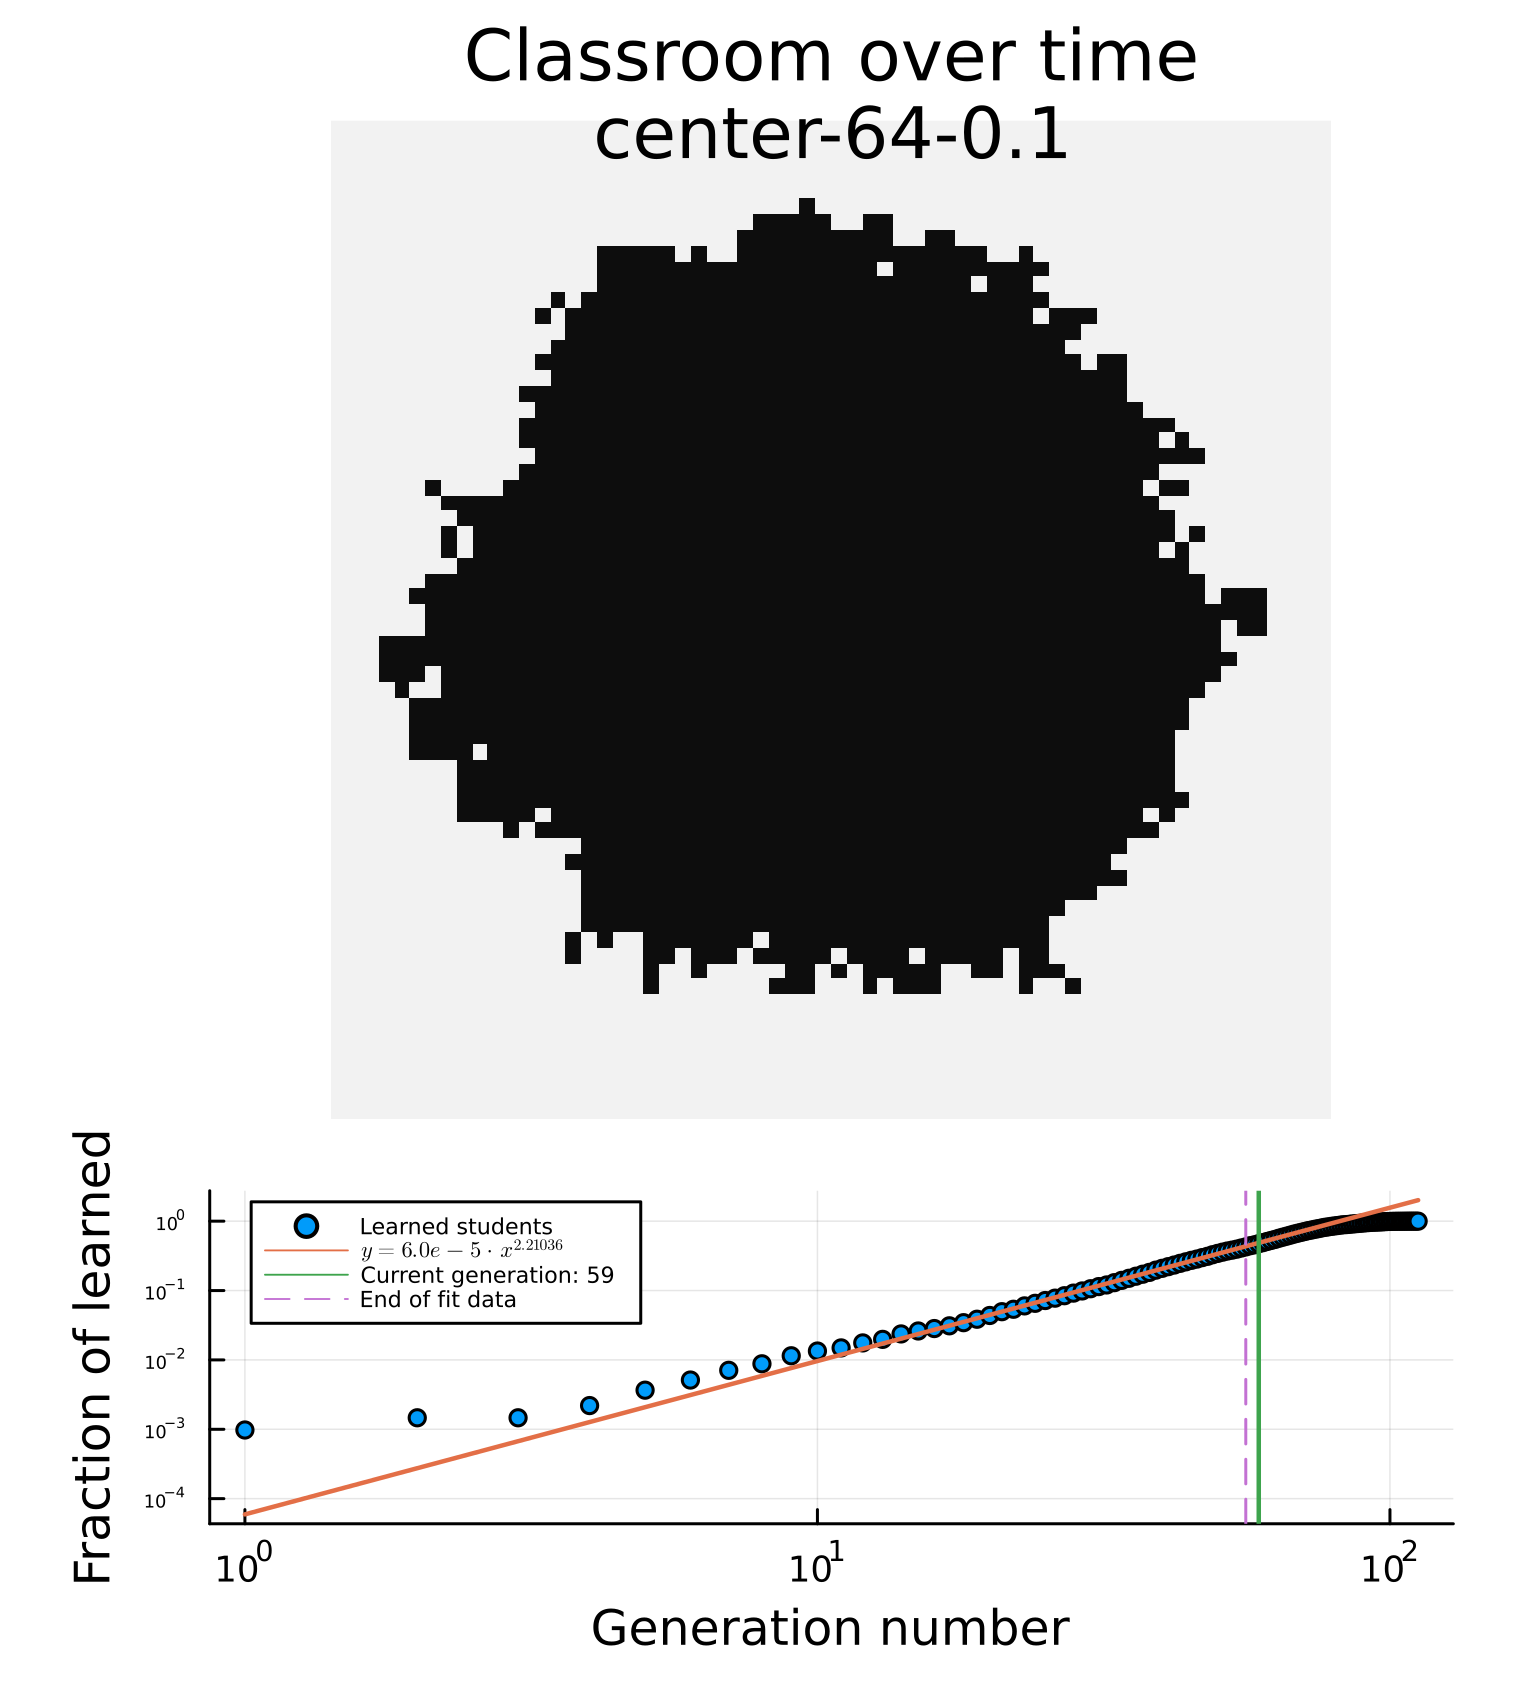 Classroom over time
center-64-0.1
Fraction of learned
10^0
10^−1
10^−2
10^−3
10^−4
Learned students
y = 6.0e − 5 · x^2.21036
Current generation: 59
End of fit data
10^0
10^1
10^2
Generation number